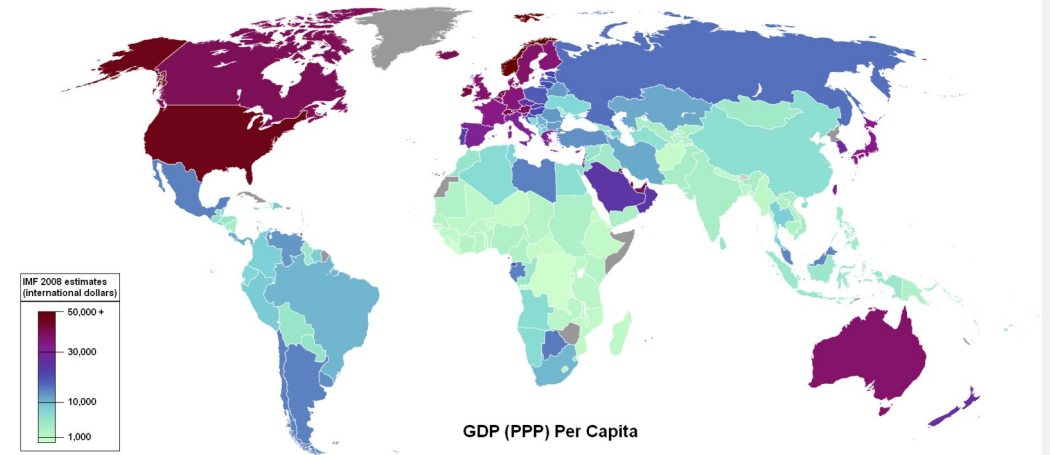 IMF 2008 estimates
(international dollars)
50,000 +
30,000
10,000
1,000
GDP (PPP) Per Capita